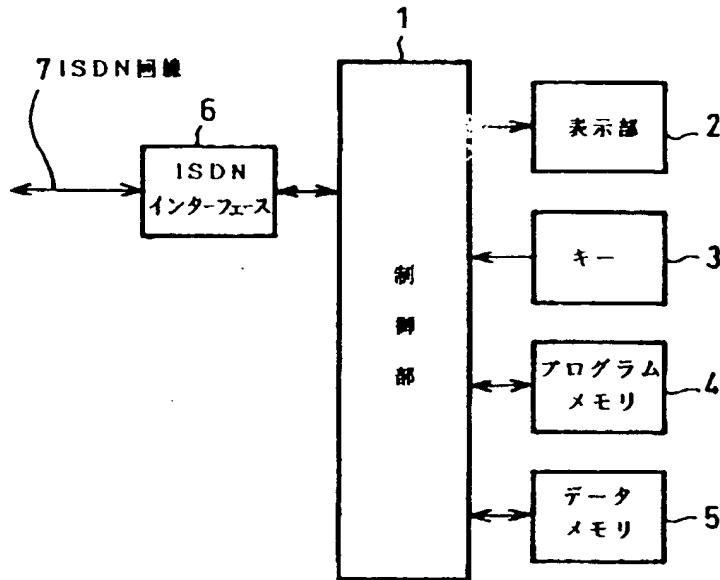 1
7 ISDN回線
6
ISDN
インターフェース
制御部
表示部
2
キー
3
プログラム
メモリ
4
データ
メモリ
5